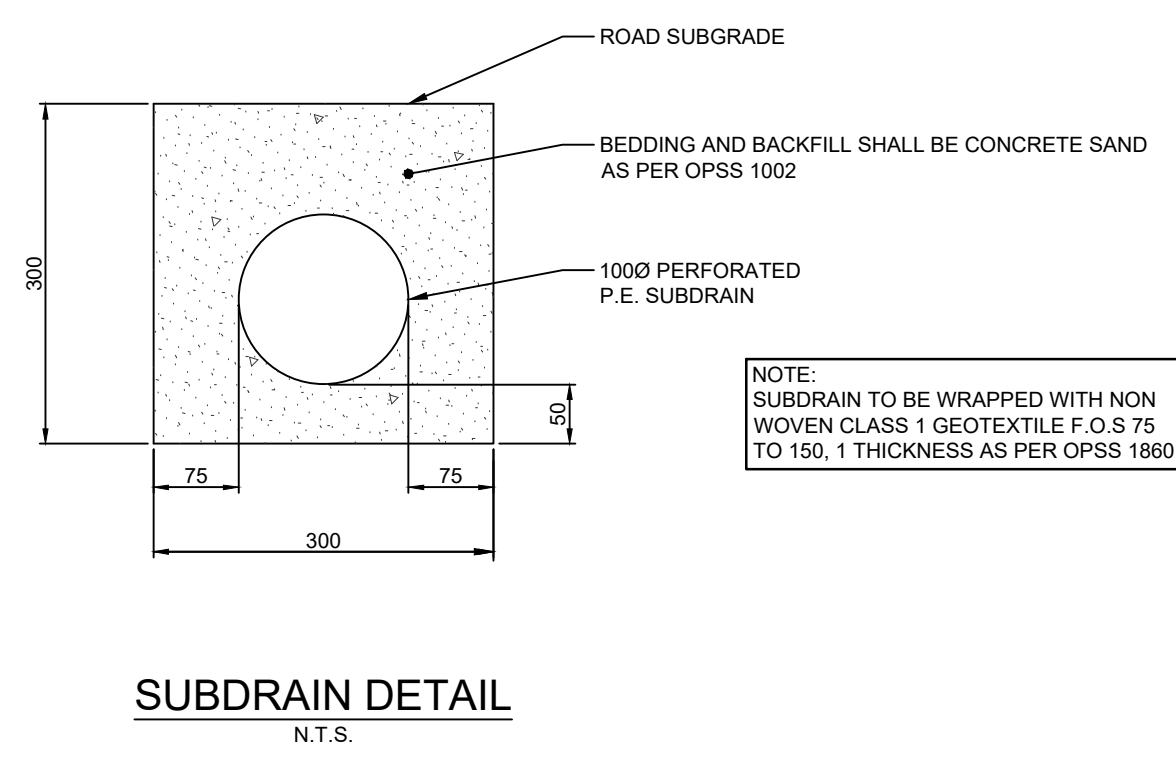 ROAD SUBGRADE
BEDDING AND BACKFILL SHALL BE CONCRETE SAND
AS PER OPSS 1002
300
100Ø PERFORATED
P.E. SUBDRAIN
NOTE:
SUBDRAIN TO BE WRAPPED WITH NON
WOVEN CLASS 1 GEOTEXTILE F.O.S 75
TO 150, 1 THICKNESS AS PER OPSS 1860
50
75
75
300
SUBDRAIN DETAIL
N.T.S.